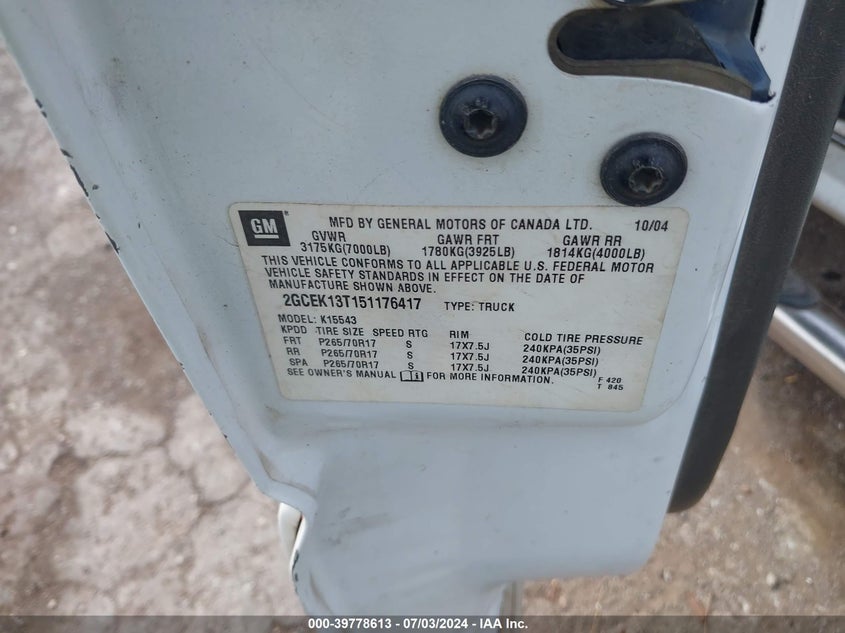 GM MFD BY GENERAL MOTORS OF CANADA LTD. 10/04
GVWR GAWR FRT GAWR RR
3175KG(7000LB) 1780KG(3925LB) 1814KG(4000LB)
THIS VEHICLE CONFORMS TO ALL APPLICABLE U.S. FEDERAL MOTOR
VEHICLE SAFETY STANDARDS IN EFFECT ON THE DATE OF
MANUFACTURE SHOWN ABOVE.
2GCEK13T151176417 TYPE: TRUCK
MODEL: K15543
KPDD TIRE SIZE SPEED RTG RIM COLD TIRE PRESSURE
FRT P265/70R17 S 17X7.5J 240KPA(35PSI)
RR P265/70R17 S 17X7.5J 240KPA(35PSI)
SPA P265/70R17 S 17X7.5J 240KPA(35PSI)
SEE OWNER'S MANUAL FOR MORE INFORMATION.
F 420
T 845
000-39778613 - 07/03/2024 - IAA Inc.